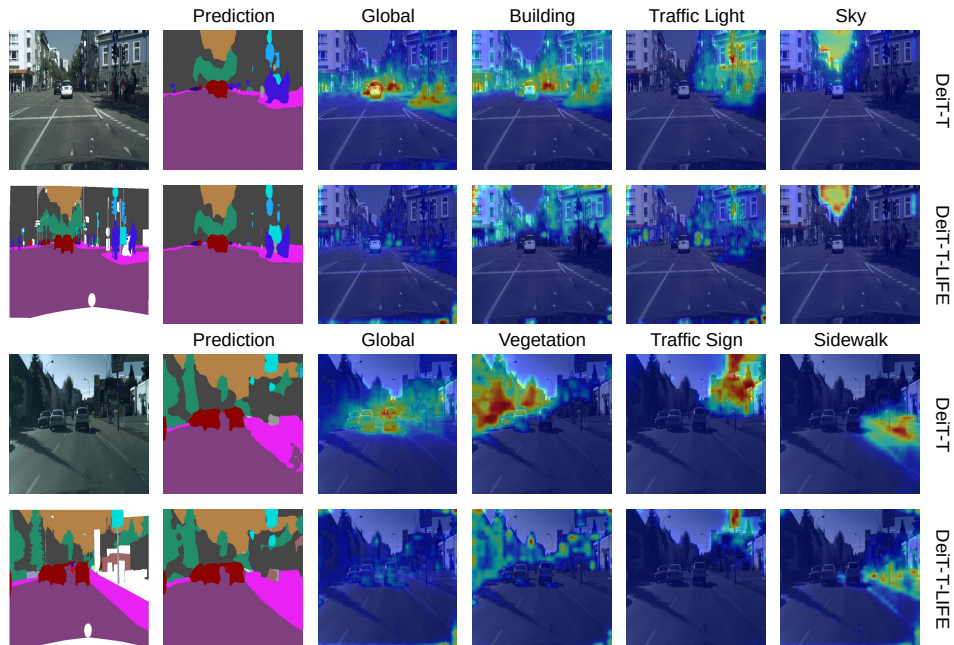 Prediction Global Building Traffic Light Sky
DeiT-T
DeiT-T-LIFE
Prediction Global Vegetation Traffic Sign Sidewalk
DeiT-T
DeiT-T-LIFE